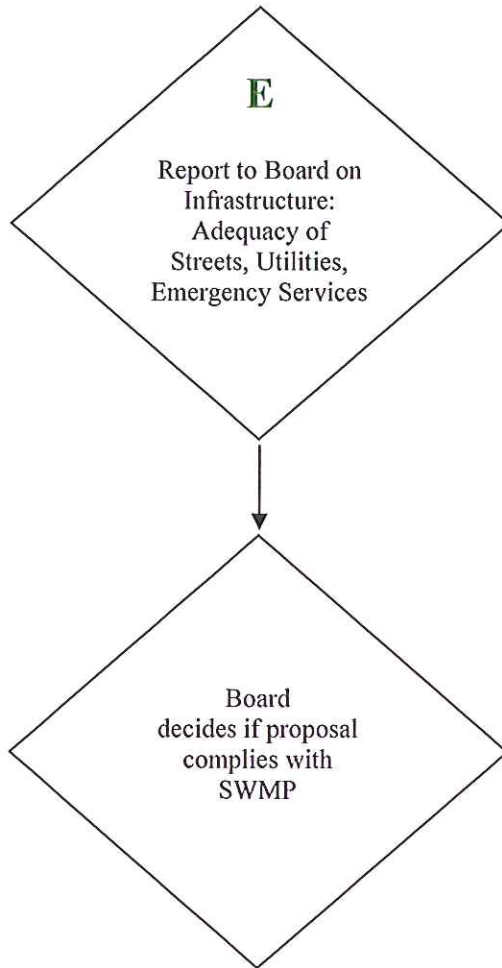 E
Report to Board on
Infrastructure:
Adequacy of
Streets, Utilities,
Emergency Services
Board
decides if proposal
complies with
SWMP